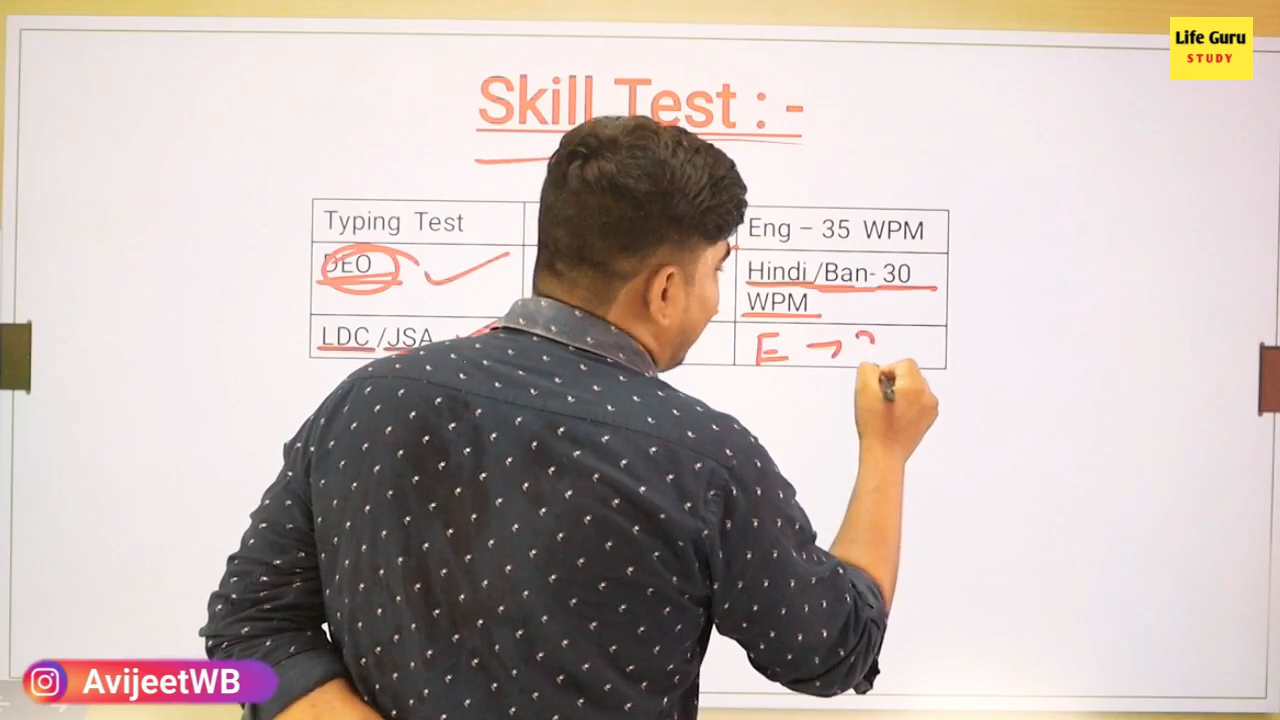 Life Guru
STUDY
Skill Test : -
Typing Test
Eng – 35 WPM
DEO
Hindi /Ban- 30
WPM
LDC /JSA
E →
AvijeetWB